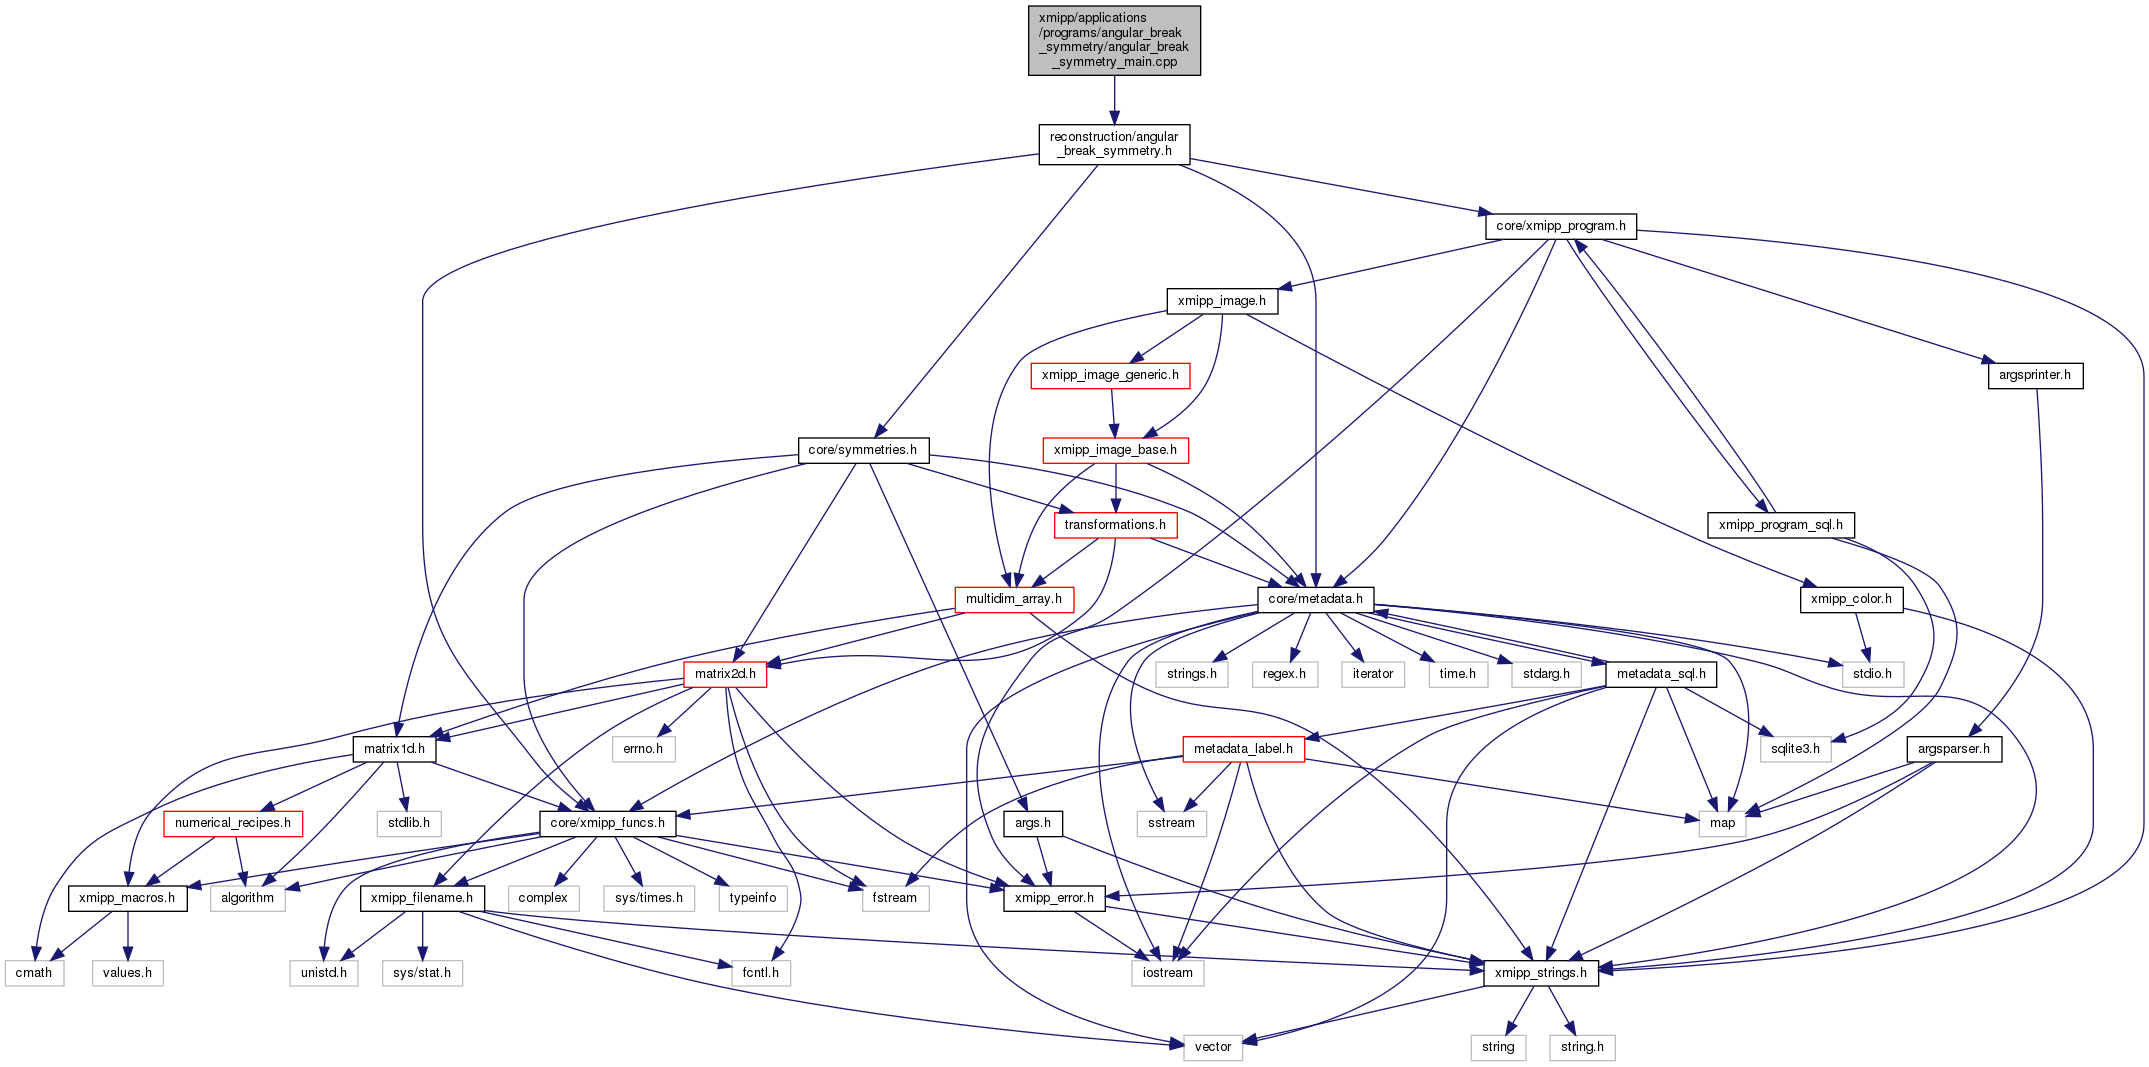 xmipp/applications
/programs/angular_break
_symmetry/angular_break
_symmetry_main.cpp
reconstruction/angular
_break_symmetry.h
core/xmipp_program.h
xmipp_image.h
xmipp_image_generic.h
argsprinter.h
core/symmetries.h
xmipp_image_base.h
transformations.h
xmipp_program_sql.h
multidim_array.h
core/metadata.h
xmipp_color.h
matrix2d.h
strings.h
regex.h
iterator
time.h
stdarg.h
metadata_sql.h
stdio.h
matrix1d.h
errno.h
metadata_label.h
sqlite3.h
argsparser.h
numerical_recipes.h
stdlib.h
core/xmipp_funcs.h
args.h
sstream
map
xmipp_macros.h
algorithm
xmipp_filename.h
complex
sys/times.h
typeinfo
fstream
xmipp_error.h
cmath
values.h
unistd.h
sys/stat.h
fcntl.h
iostream
xmipp_strings.h
vector
string
string.h